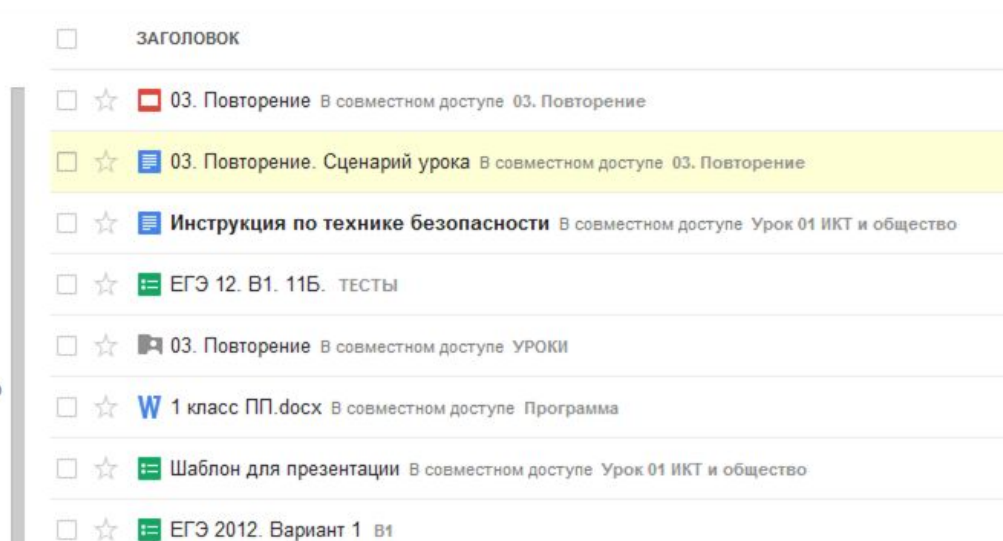 ЗАГОЛОВОК
03. Повторение В совместном доступе 03. Повторение
03. Повторение. Сценарий урока В совместном доступе 03. Повторение
Инструкция по технике безопасности В совместном доступе Урок 01 ИКТ и общество
ЕГЭ 12. В1. 11Б. ТЕСТЫ
03. Повторение В совместном доступе УРОКИ
1 класс ПП.docx В совместном доступе Программа
Шаблон для презентации В совместном доступе Урок 01 ИКТ и общество
ЕГЭ 2012. Вариант 1 В1